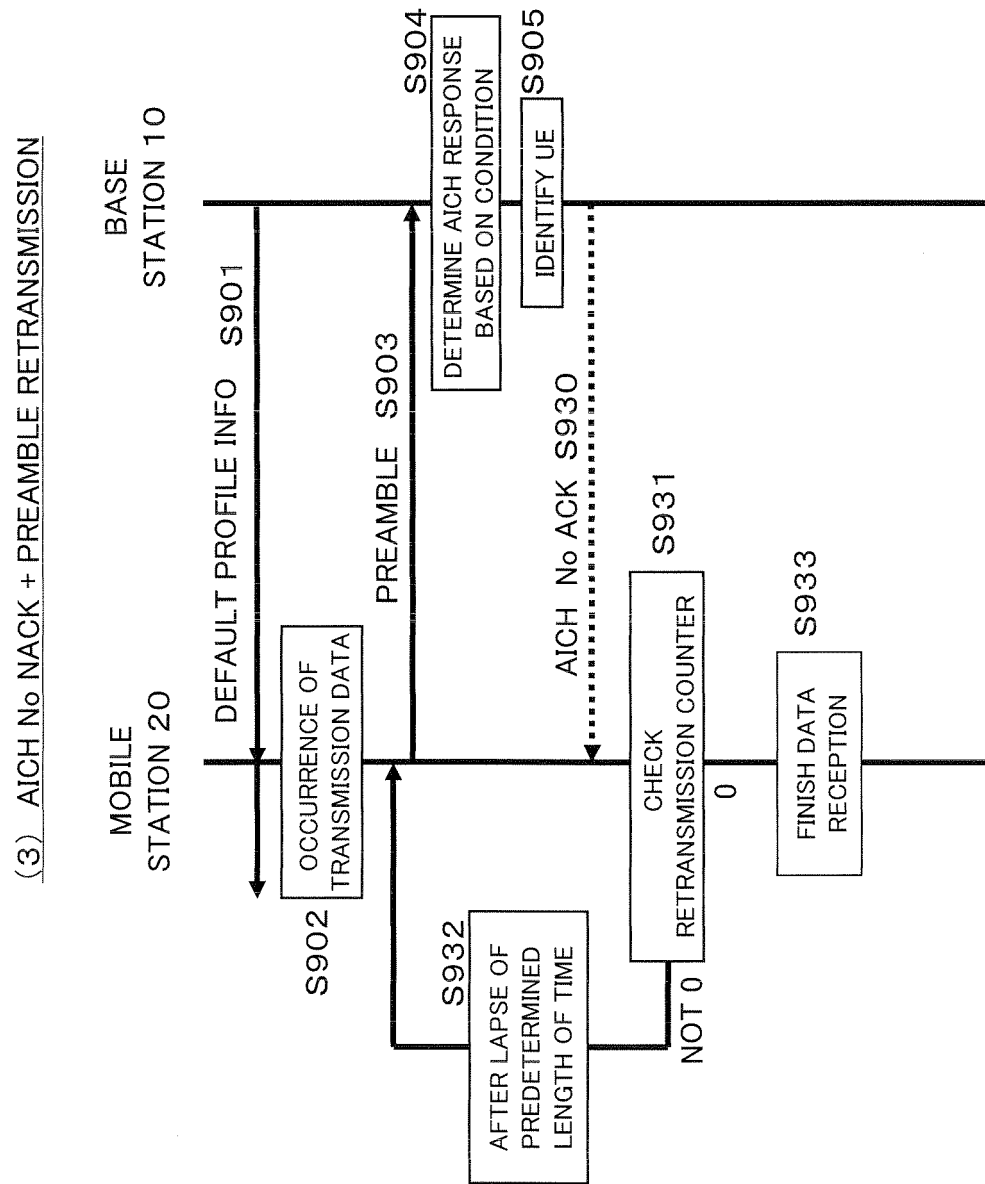 (3) AICH No NACK + PREAMBLE RETRANSMISSION
MOBILE
STATION 20
BASE
STATION 10
DEFAULT PROFILE INFO S901
S902
OCCURRENCE OF
TRANSMISSION DATA
PREAMBLE S903
S904
DETERMINE AICH RESPONSE
BASED ON CONDITION
S905
IDENTIFY UE
AICH No ACK S930
S932
AFTER LAPSE OF
PREDETERMINED
LENGTH OF TIME
S931
CHECK
RETRANSMISSION COUNTER
NOT 0
0
S933
FINISH DATA
RECEPTION